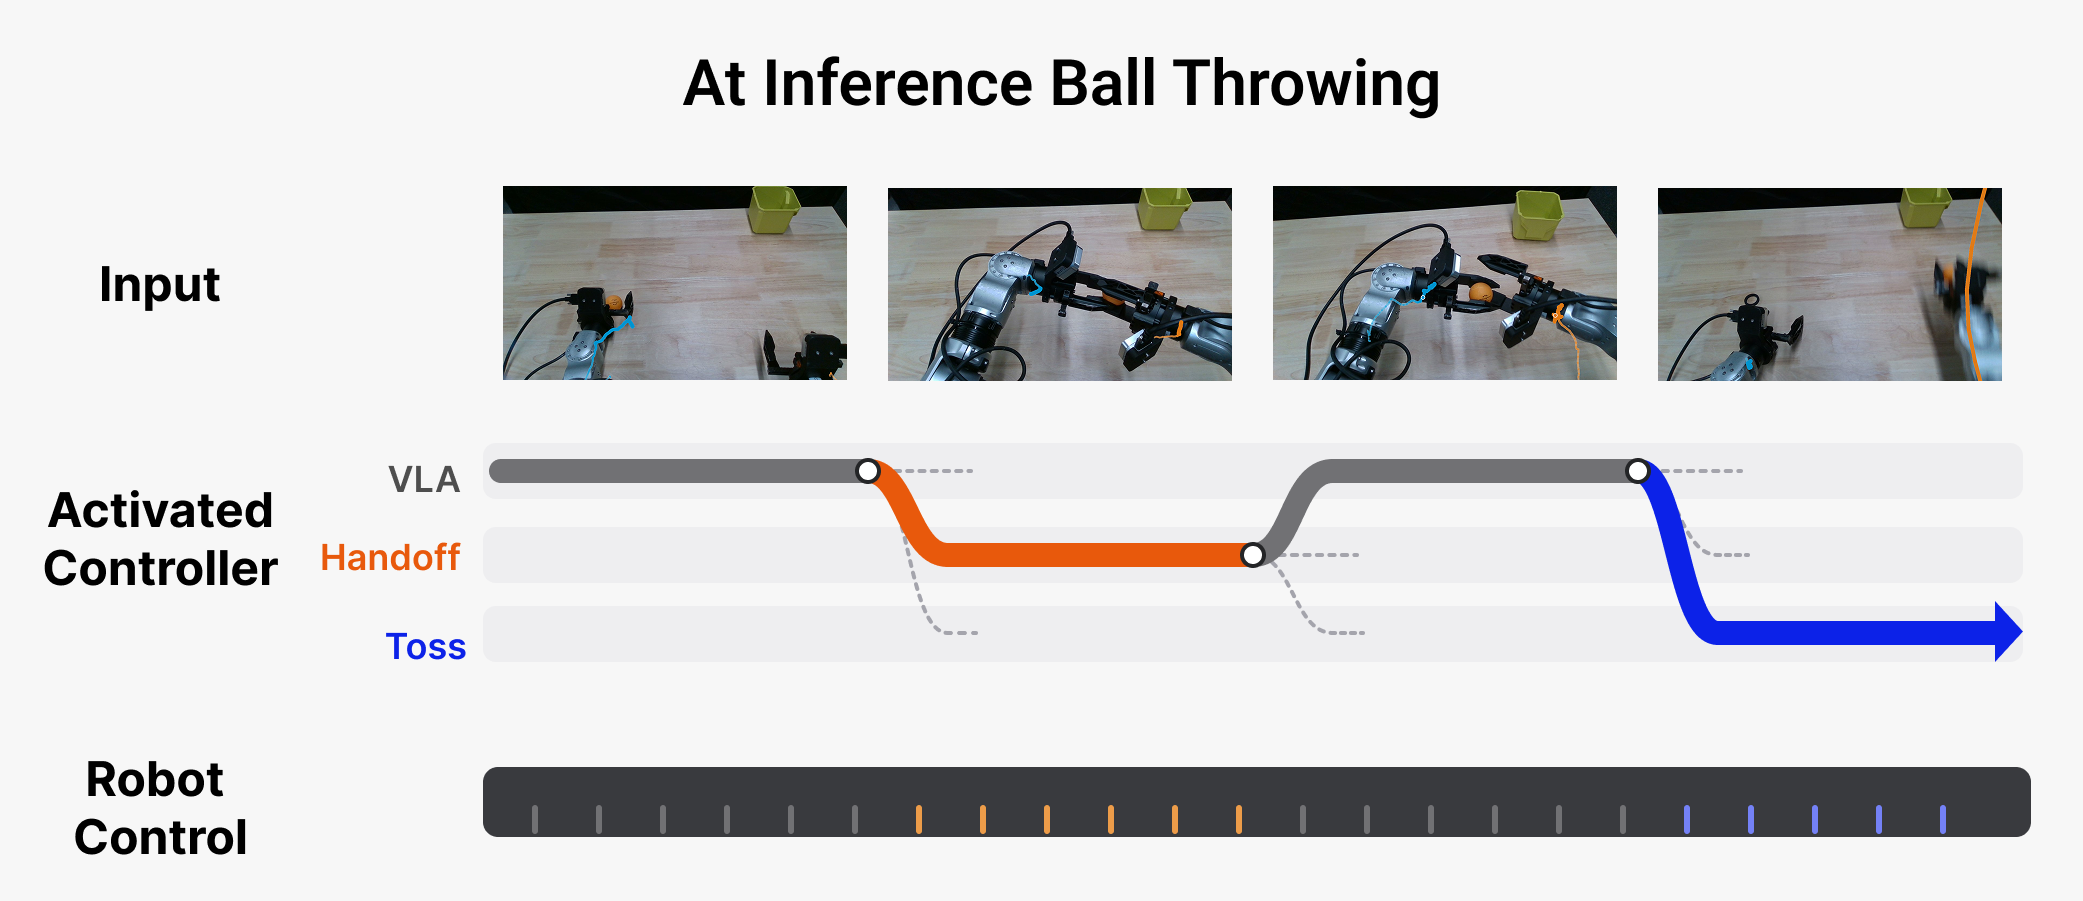 At Inference Ball Throwing
Input
Activated
Controller
VLA
Handoff
Toss
Robot
Control